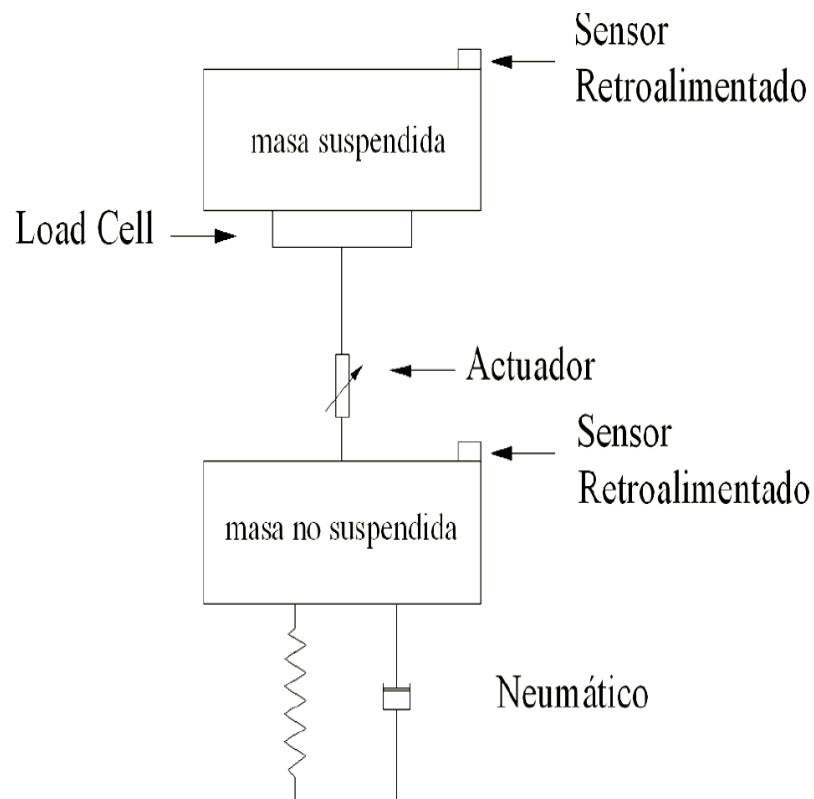 Sensor
Retroalimentado
masa suspendida
Load Cell
Actuador
Sensor
Retroalimentado
masa no suspendida
Neumático